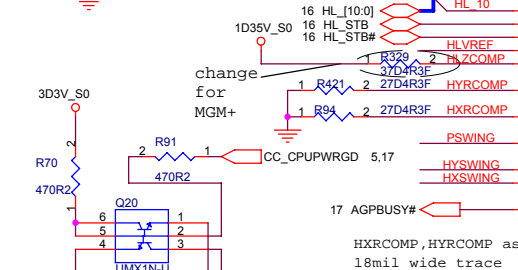 HL_10
16 HL_[10:0]
16 HL_STB
16 HL_STB#
1D35V_S0
HLVREF
1 R329 2 HLZCOMP
37D4R3F
change
for
MGM+
1 R421 2 27D4R3F HYRCOMP
1 R94 2 27D4R3F HXRCOMP
3D3V_S0
PSWING
2 R91 1 CC_CPUPWRGD 5,17
470R2
HYSWING
HXSWING
2
R70
470R2
1
17 AGPBUSY#
Q20
6 1
5 2
4 3
UMX1N-U
HXRCOMP,HYRCOMP as
18mil wide trace